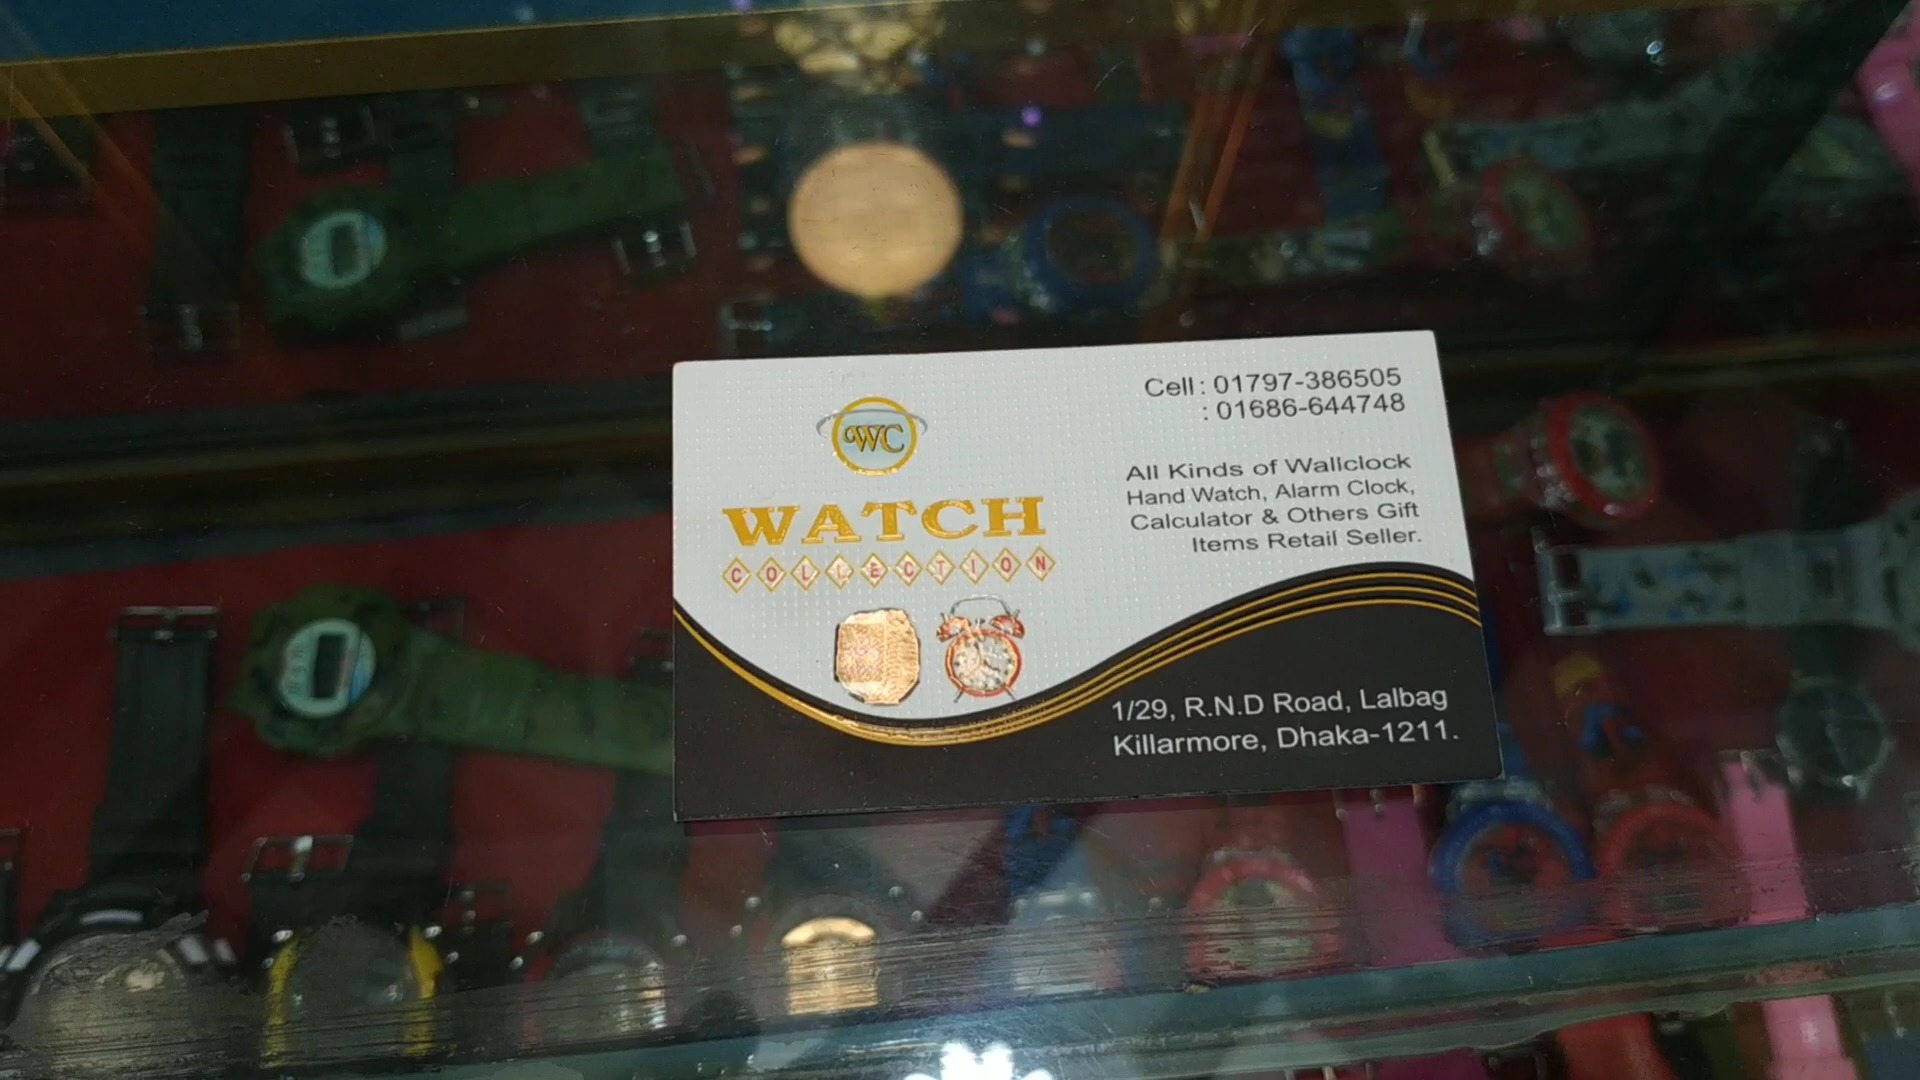 WC
WATCH
COLLECTION
Cell : 01797-386505
: 01686-644748
All Kinds of Wallclock
Hand Watch, Alarm Clock,
Calculator & Others Gift
Items Retail Seller.
1/29, R.N.D Road, Lalbag
Killarmore, Dhaka-1211.